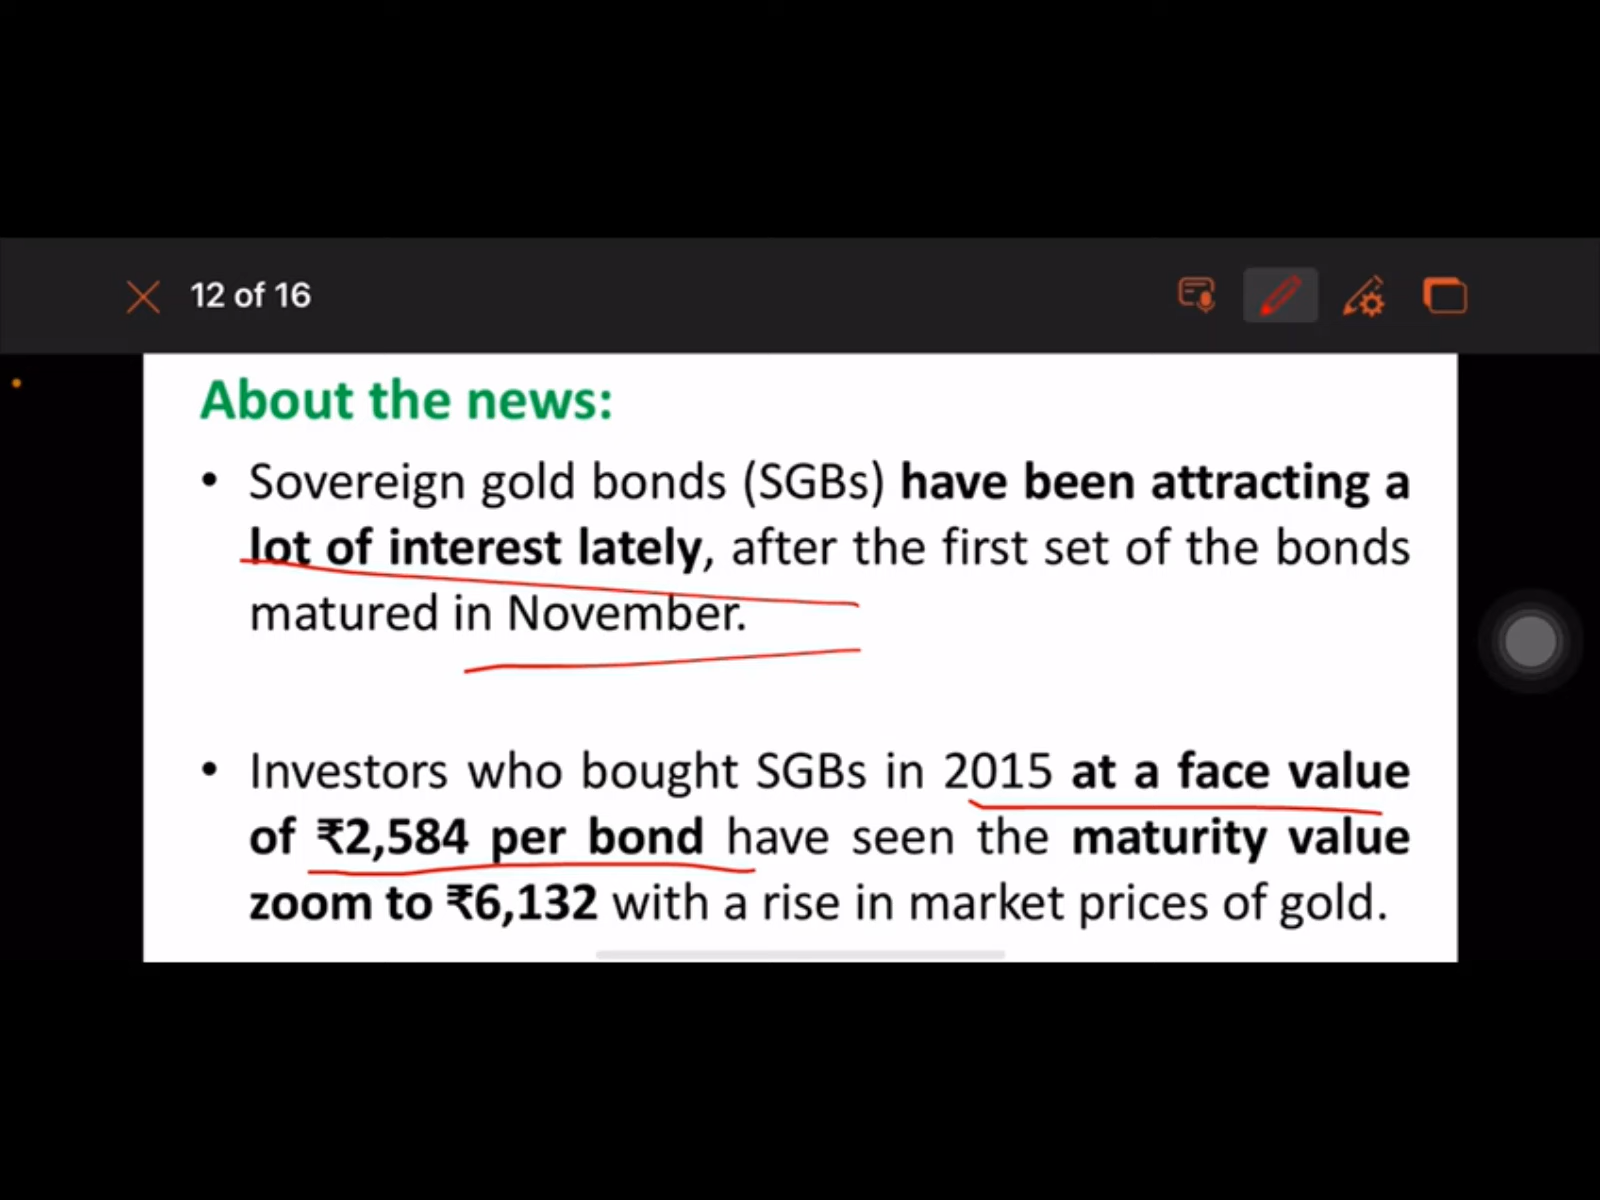 12 of 16
About the news:
• Sovereign gold bonds (SGBs) have been attracting a
lot of interest lately, after the first set of the bonds
matured in November.
• Investors who bought SGBs in 2015 at a face value
of ₹2,584 per bond have seen the maturity value
zoom to ₹6,132 with a rise in market prices of gold.